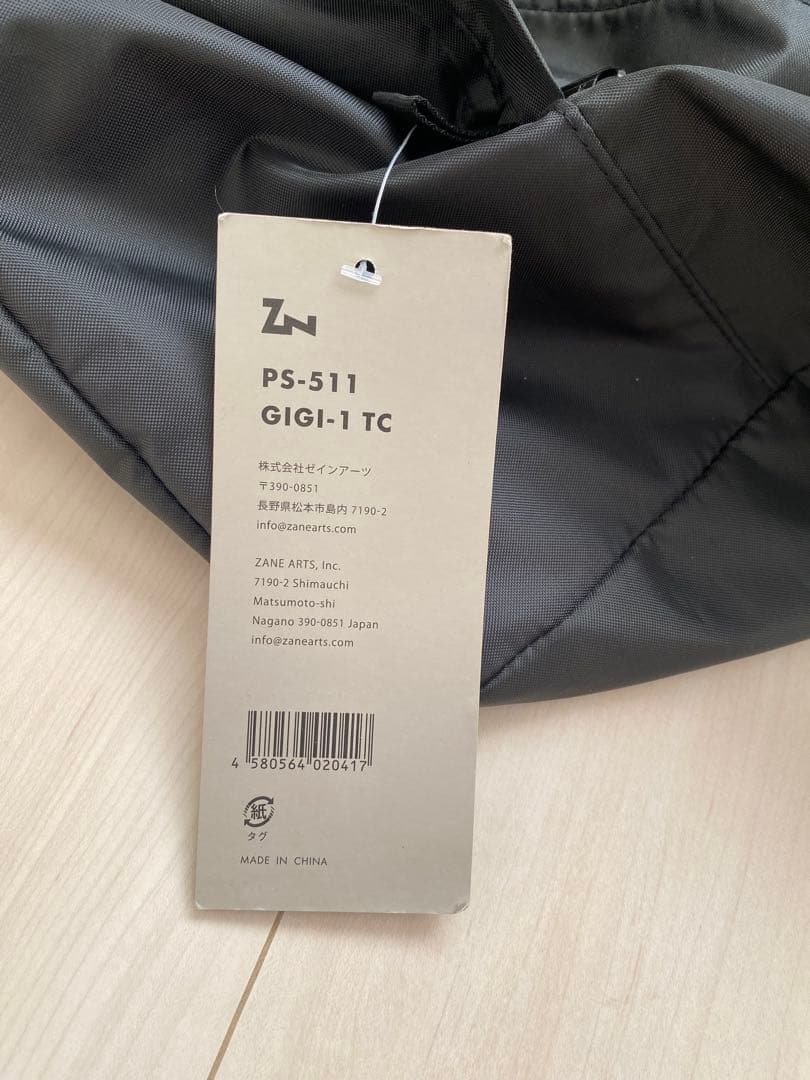 ZN
PS-511
GIGI-1 TC
株式会社ゼインアーツ
〒390-0851
長野県松本市島内 7190-2
info@zanearts.com
ZANE ARTS, Inc.
7190-2 Shimauchi
Matsumoto-shi
Nagano 390-0851 Japan
info@zanearts.com
4 580564 020417
紙
タグ
MADE IN CHINA